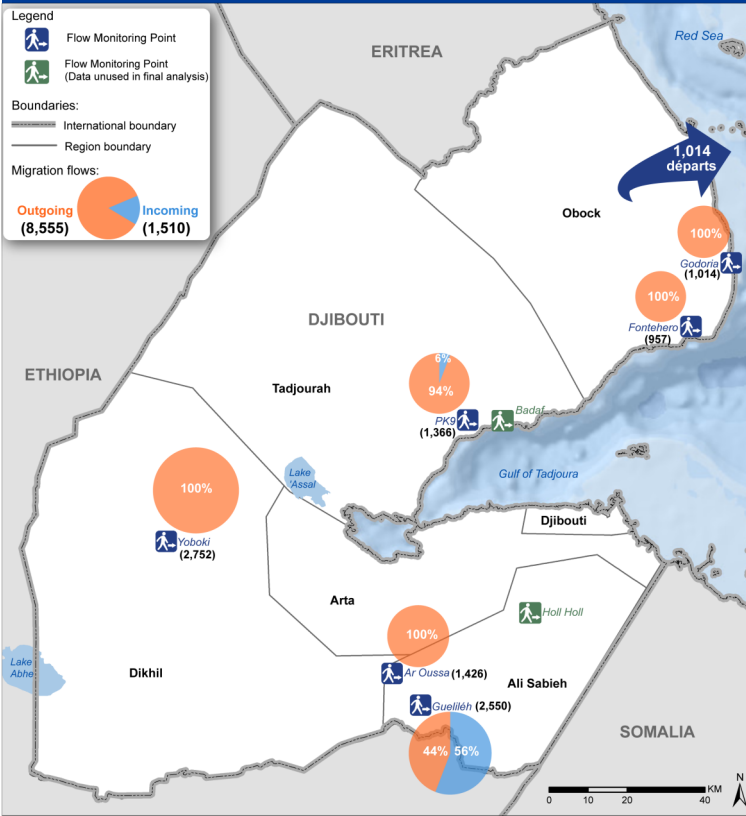 Legend
Flow Monitoring Point
Flow Monitoring Point
(Data unused in final analysis)
Boundaries:
International boundary
Region boundary
Migration flows:
Outgoing
(8,555)
Incoming
(1,510)
ERITREA
Red Sea
1,014
départs
Obock
100%
Godoria
(1,014)
100%
Fontehero
(957)
DJIBOUTI
ETHIOPIA
Tadjourah
6%
94%
PK9
(1,366)
Badaf
Lake
'Assal
Gulf of Tadjoura
100%
Yoboki
(2,752)
Djibouti
Arta
Holl Holl
100%
Ar Oussa (1,426)
Lake
Abhe
Dikhil
Ali Sabieh
Gueliléh (2,550)
44% 56%
SOMALIA
N
KM
0 10 20 40